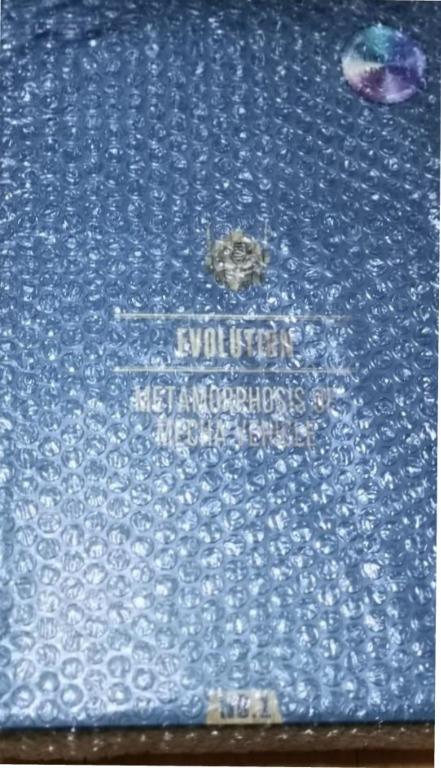 EVOLUTION
METAMORPHOSIS OF
MECHA VEHICLE
NO.1